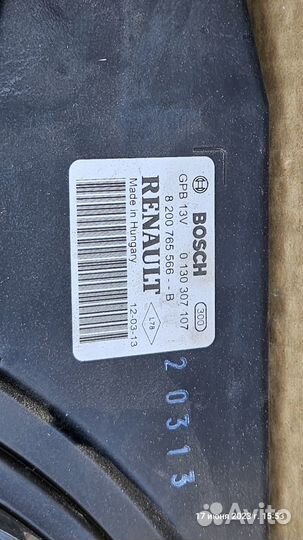 BOSCH
300
GPB 13V 0 130 307 107
8 200 765 566 -- B
RENAULT
L78
Made in Hungary 12-03-13
20313
17 июня 2023 г. 15:53
Avito